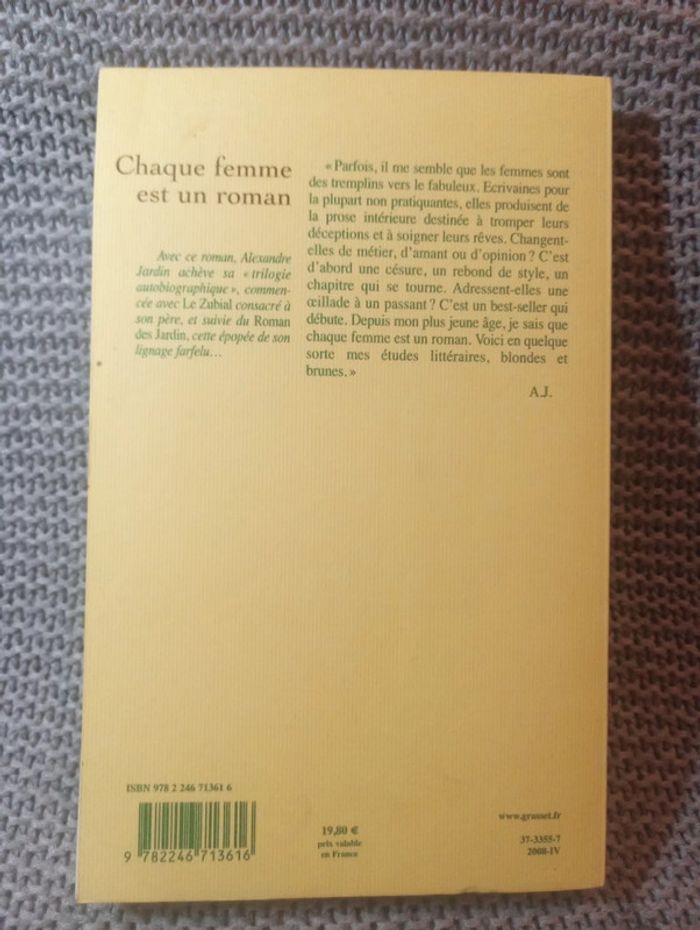 Chaque femme
est un roman
Avec ce roman, Alexandre
Jardin achève sa « trilogie
autobiographique », commen-
cée avec Le Zubial consacré à
son père, et suivie du Roman
des Jardin, cette épopée de son
lignage farfelu…
« Parfois, il me semble que les femmes sont
des tremplins vers le fabuleux. Ecrivaines pour
la plupart non pratiquantes, elles produisent de
la prose intérieure destinée à tromper leurs
déceptions et à soigner leurs rêves. Changent-
elles de métier, d'amant ou d'opinion ? C'est
d'abord une césure, un rebond de style, un
chapitre qui se tourne. Adressent-elles une
œillade à un passant ? C'est un best-seller qui
débute. Depuis mon plus jeune âge, je sais que
chaque femme est un roman. Voici en quelque
sorte mes études littéraires, blondes et
brunes. »
A.J.
ISBN 978 2 246 71361 6
9 782246 713616
19,80 €
prix valable
en France
www.grasset.fr
37-3355-7
2008-IV